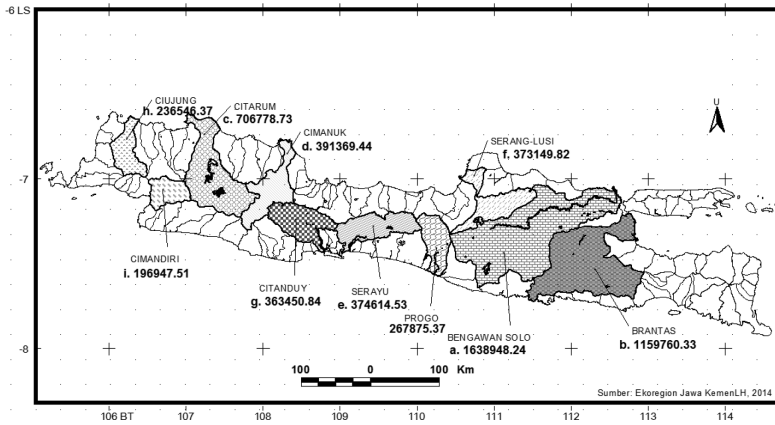 -6 LS
CIUJUNG
h. 236546.37
CITARUM
c. 706778.73
CIMANUK
d. 391369.44
SERANG-LUSI
f. 373149.82
U
-7
CIMANDIRI
i. 196947.51
CITANDUY
g. 363450.84
SERAYU
e. 374614.53
PROGO
267875.37
BENGAWAN SOLO
a. 1638948.24
BRANTAS
b. 1159760.33
-8
100 0 100 Km
Sumber: Ekoregion Jawa KemenLH, 2014
106 BT 107 108 109 110 111 112 113 114